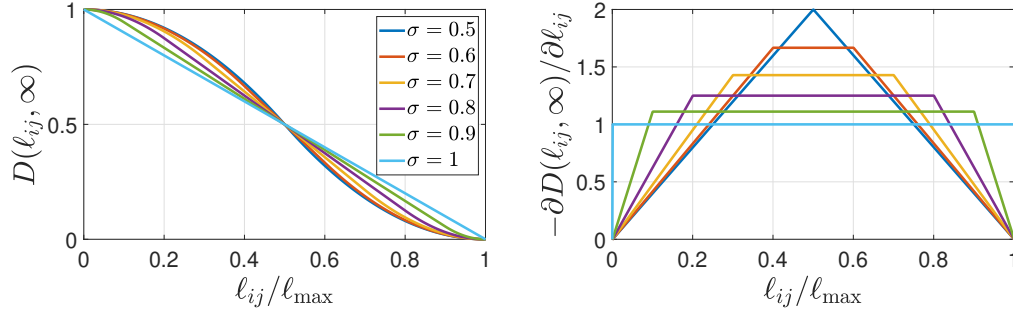 1
0.5
0
0 0.2 0.4 0.6 0.8 1
D(ℓij, ∞)
ℓij/ℓmax
σ = 0.5
σ = 0.6
σ = 0.7
σ = 0.8
σ = 0.9
σ = 1
2
1.5
1
0.5
0
0 0.2 0.4 0.6 0.8 1
−∂D(ℓij, ∞)/∂ℓij
ℓij/ℓmax